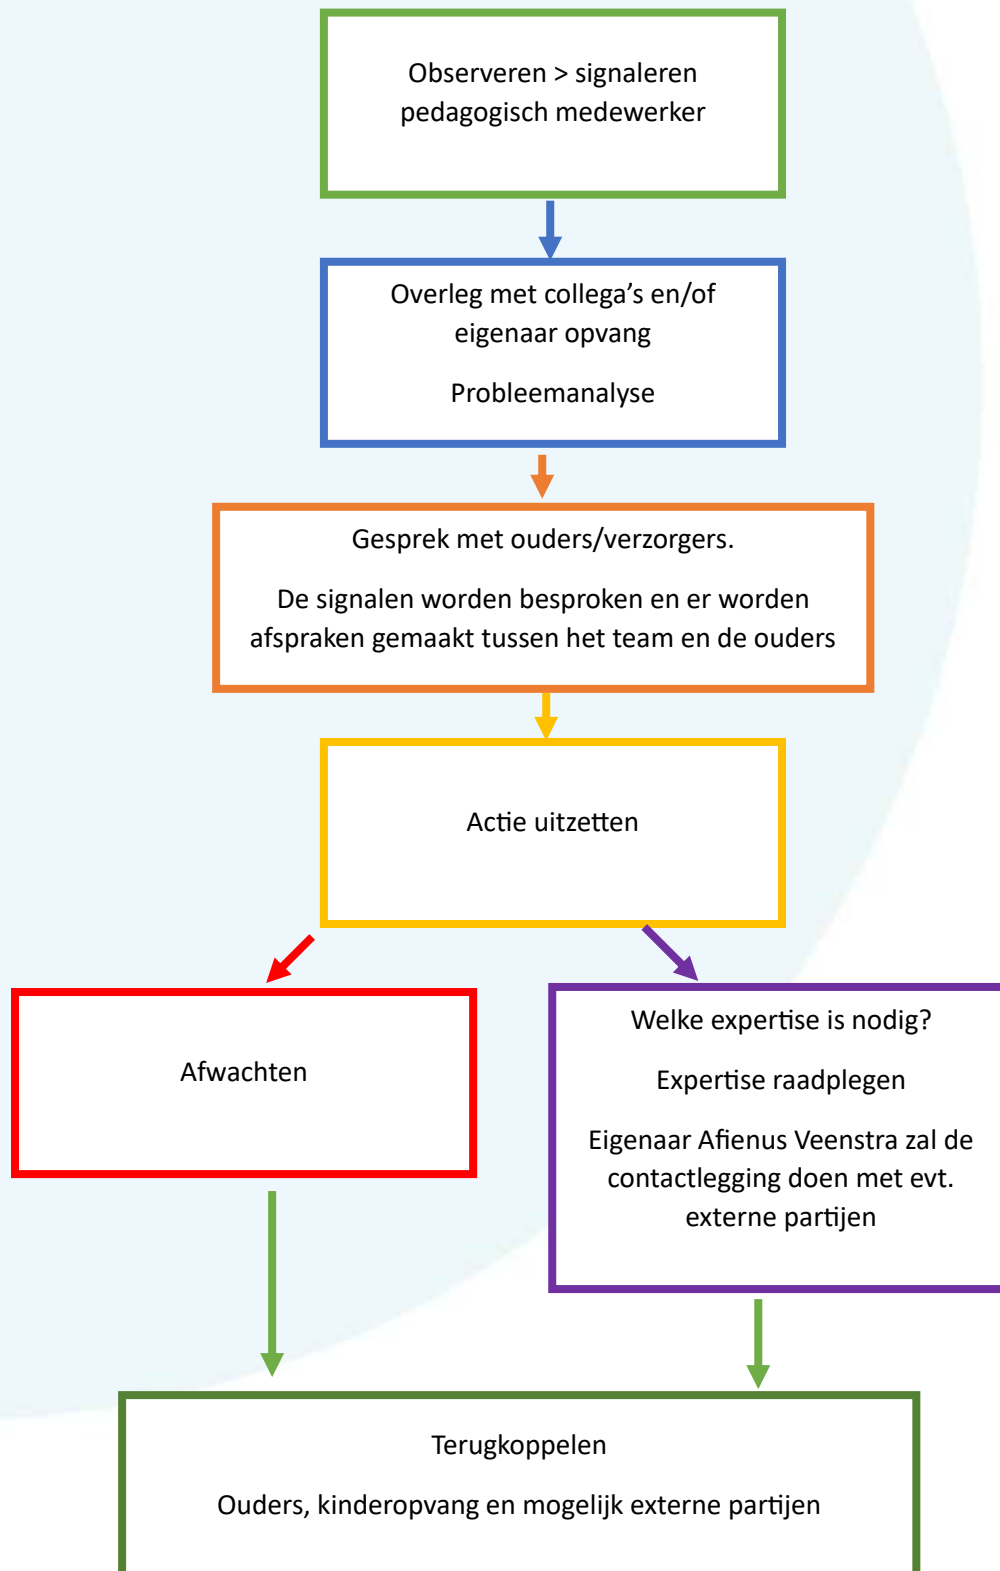 Observeren > signaleren
pedagogisch medewerker
Overleg met collega's en/of
eigenaar opvang
Probleemanalyse
Gesprek met ouders/verzorgers.
De signalen worden besproken en er worden
afspraken gemaakt tussen het team en de ouders
Actie uitzetten
Afwachten
Welke expertise is nodig?
Expertise raadplegen
Eigenaar Afienus Veenstra zal de
contactlegging doen met evt.
externe partijen
Terugkoppelen
Ouders, kinderopvang en mogelijk externe partijen